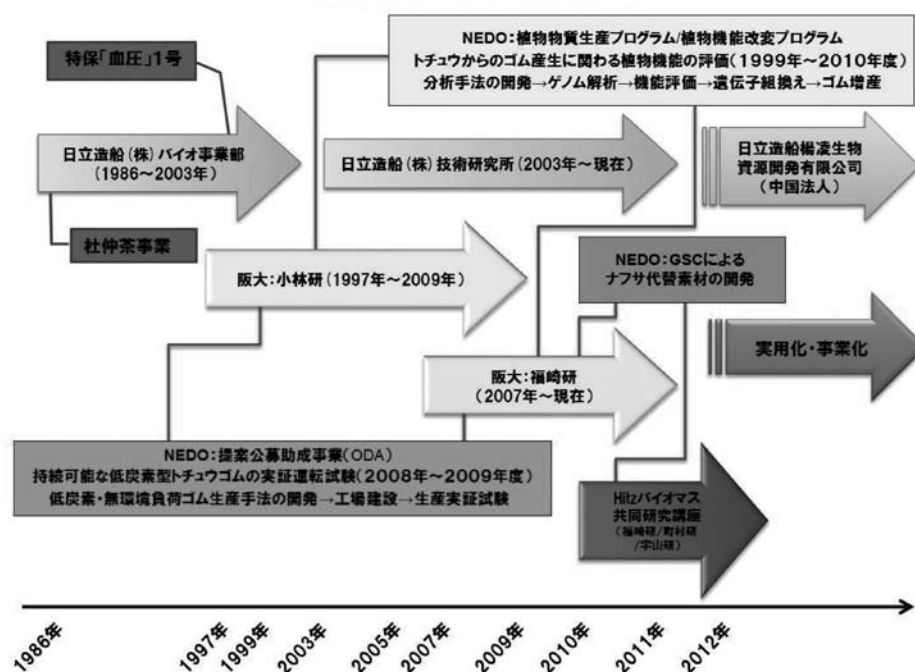 特保「血圧」1号
NEDO:植物物質生産プログラム/植物機能改変プログラム
トチュウからのゴム産生に関わる植物機能の評価(1999年~2010年度)
分析手法の開発→ゲノム解析→機能評価→遺伝子組換え→ゴム増産
日立造船(株)バイオ事業部
(1986~2003年)
日立造船(株)技術研究所(2003年~現在)
日立造船楊凌生物
資源開発有限公司
(中国法人)
杜仲茶事業
阪大:小林研(1997年~2009年)
NEDO:GSCによる
ナフサ代替素材の開発
実用化・事業化
阪大:福崎研
(2007年~現在)
NEDO:提案公募助成事業(ODA)
持続可能な低炭素型トチュウゴムの実証運転試験(2008年~2009年度)
低炭素・無環境負荷ゴム生産手法の開発→工場建設→生産実証試験
Hitzバイオマス
共同研究講座
(福崎研/町村研
/宇山研)
1986年
1997年
1999年
2003年
2005年
2007年
2009年
2010年
2011年
2012年